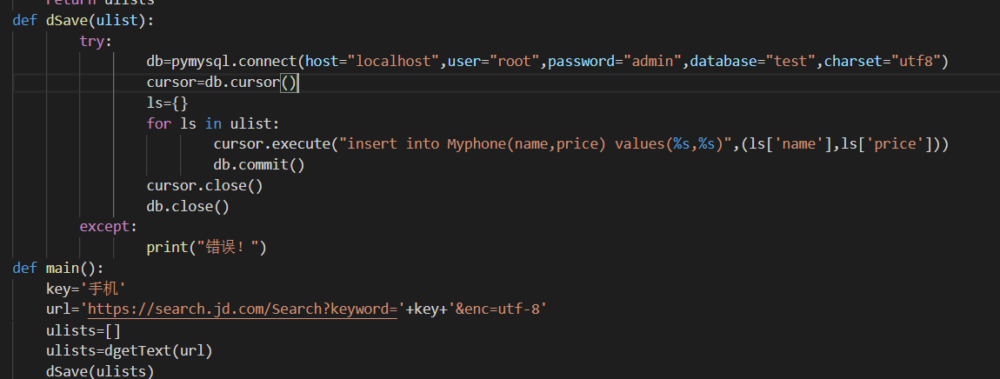 return ulists
def dSave(ulist):
try:
db=pymysql.connect(host="localhost",user="root",password="admin",database="test",charset="utf8")
cursor=db.cursor()
ls={}
for ls in ulist:
cursor.execute("insert into Myphone(name,price) values(%s,%s)",(ls['name'],ls['price']))
db.commit()
cursor.close()
db.close()
except:
print("错误！")
def main():
key='手机'
url='https://search.jd.com/Search?keyword='+key+'&enc=utf-8'
ulists=[]
ulists=dgetText(url)
dSave(ulists)